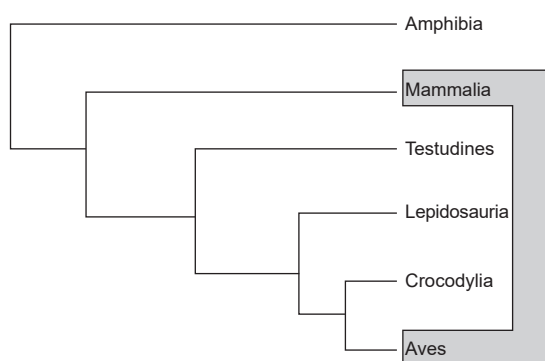 Amphibia
Mammalia
Testudines
Lepidosauria
Crocodylia
Aves